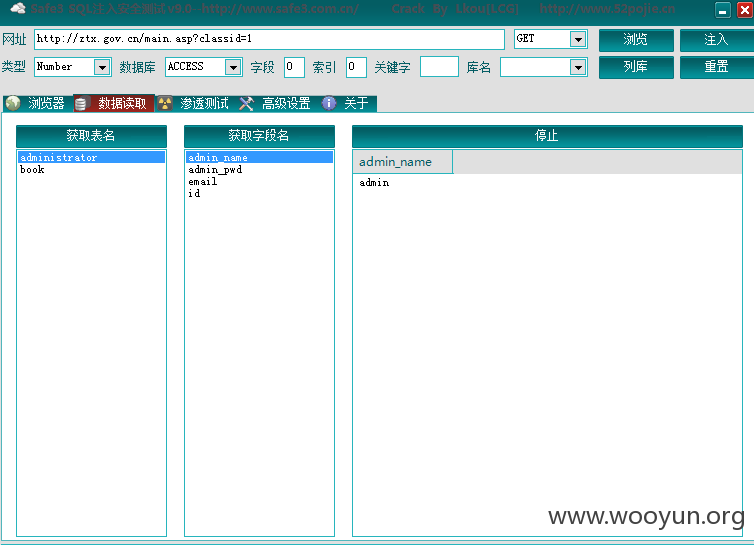 Safe3 SQL注入安全测试v9.0--http://www.safe3.com.cn/ Crack By Lkou[LCG] http://www.52pojie.cn
网址 http://ztx.gov.cn/main.asp?classid=1 GET 浏览 注入
类型 Number 数据库 ACCESS 字段 0 索引 0 关键字 库名 列库 重置
浏览器 数据读取 渗透测试 高级设置 关于
获取表名 获取字段名 停止
administrator admin_name admin_name
book admin_pwd admin
email
id
www.wooyun.org